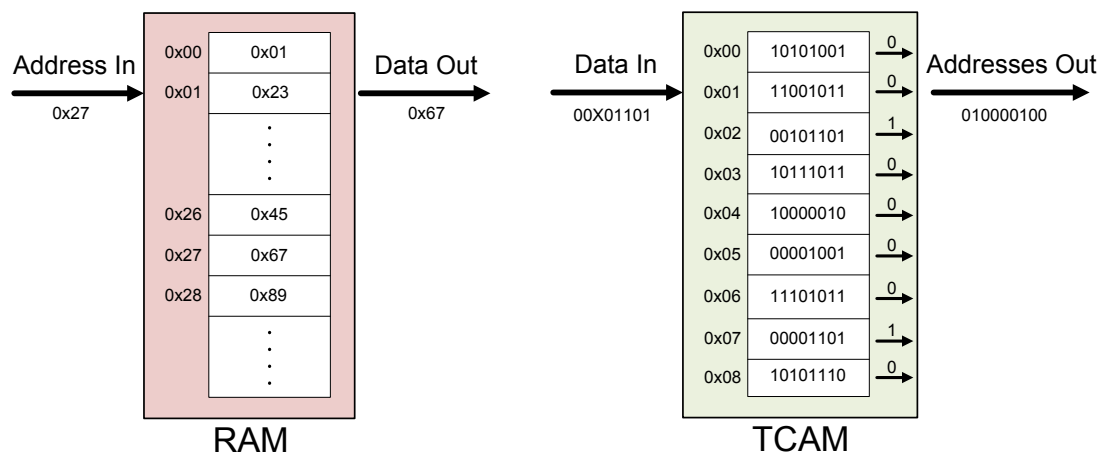 Address In
0x27
0x00 0x01
0x01 0x23
0x26 0x45
0x27 0x67
0x28 0x89
Data Out
0x67
RAM
Data In
00X01101
0x00 10101001 0
0x01 11001011 0
0x02 00101101 1
0x03 10111011 0
0x04 10000010 0
0x05 00001001 0
0x06 11101011 0
0x07 00001101 1
0x08 10101110 0
Addresses Out
010000100
TCAM